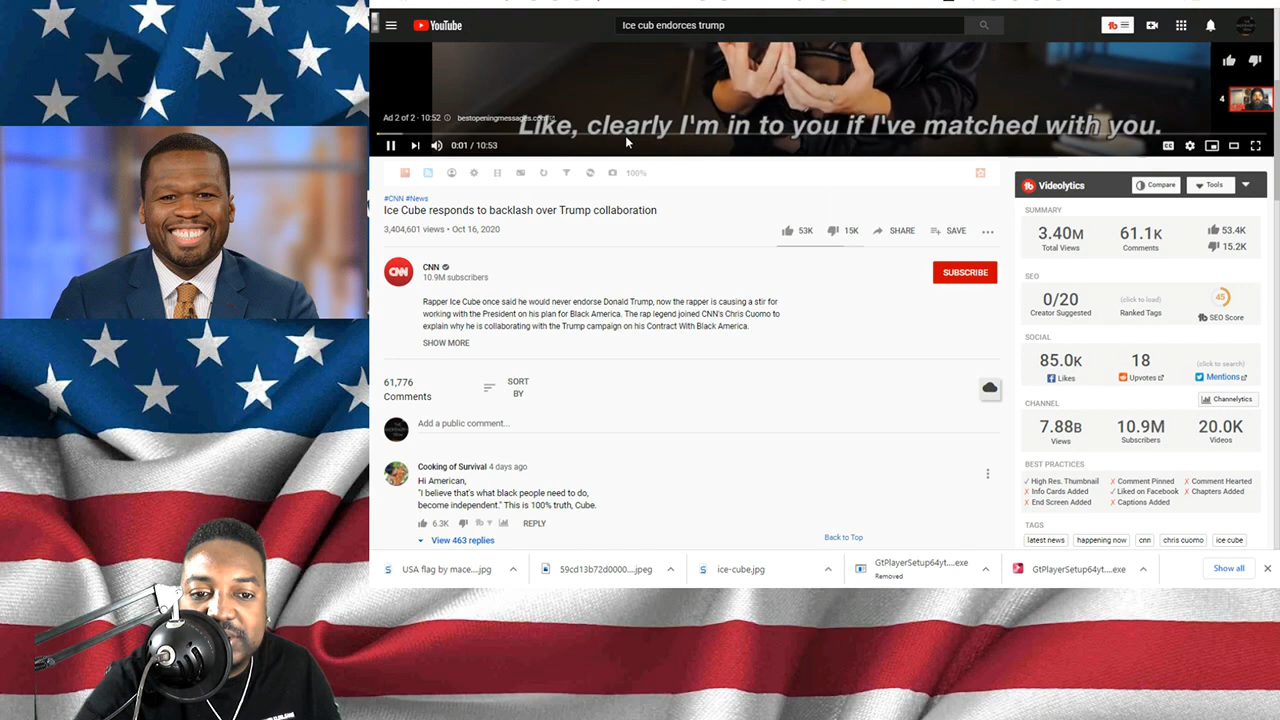 YouTube
Ice cub endorses trump
Ad 2 of 2 · 10:52
Like, clearly I'm in to you if I've matched with you.
4
0:01 / 10:53
100%
#CNN #News
Ice Cube responds to backlash over Trump collaboration
3,404,601 views • Oct 16, 2020
53K
15K
SHARE
SAVE
CNN
CNN
10.9M subscribers
SUBSCRIBE
Rapper Ice Cube once said he would never endorse Donald Trump, now the rapper is causing a stir for
working with the President on his plan for Black America. The rap legend joined CNN's Chris Cuomo to
explain why he is collaborating with the Trump campaign on his Contract With Black America.
SHOW MORE
61,776
Comments
SORT
BY
Add a public comment...
Cooking of Survival 4 days ago
Hi American,
"I believe that's what black people need to do,
become independent." This is 100% truth, Cube.
6.3K
REPLY
View 463 replies
Back to Top
Videolytics
Compare
Tools
SUMMARY
3.40M
Total Views
61.1K
Comments
53.4K
15.2K
SEO
0/20
Creator Suggested
(click to load)
Ranked Tags
45
SEO Score
SOCIAL
85.0K
Likes
18
Upvotes
(click to search)
Mentions
CHANNEL
Channelytics
7.88B
Views
10.9M
Subscribers
20.0K
Videos
BEST PRACTICES
✓ High Res. Thumbnail
✗ Comment Pinned
✗ Comment Hearted
✗ Info Cards Added
✓ Liked on Facebook
✗ Chapters Added
✗ End Screen Added
✗ Captions Added
TAGS
latest news
happening now
cnn
chris cuomo
ice cube
USA flag by mace....jpg
59cd13b72d0000....jpeg
ice-cube.jpg
GtPlayerSetup64yt....exe
Removed
GtPlayerSetup64yt....exe
Show all